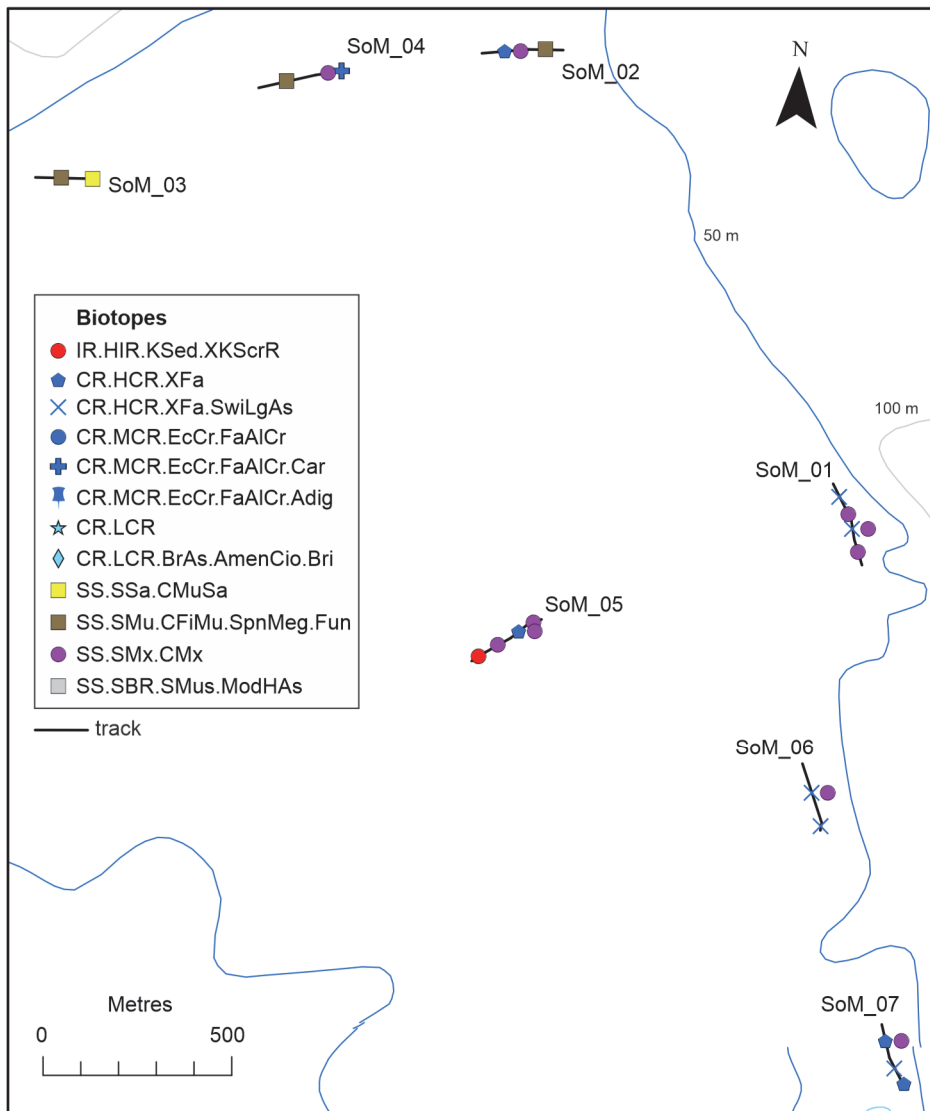 SoM_04
SoM_02
N
SoM_03
50 m
Biotopes
IR.HIR.KSed.XKScrR
CR.HCR.XFa
CR.HCR.XFa.SwiLgAs
CR.MCR.EcCr.FaAlCr
CR.MCR.EcCr.FaAlCr.Car
CR.MCR.EcCr.FaAlCr.Adig
CR.LCR
CR.LCR.BrAs.AmenCio.Bri
SS.SSa.CMuSa
SS.SMu.CFiMu.SpnMeg.Fun
SS.SMx.CMx
SS.SBR.SMus.ModHAs
track
100 m
SoM_01
SoM_05
SoM_06
SoM_07
Metres
0 500